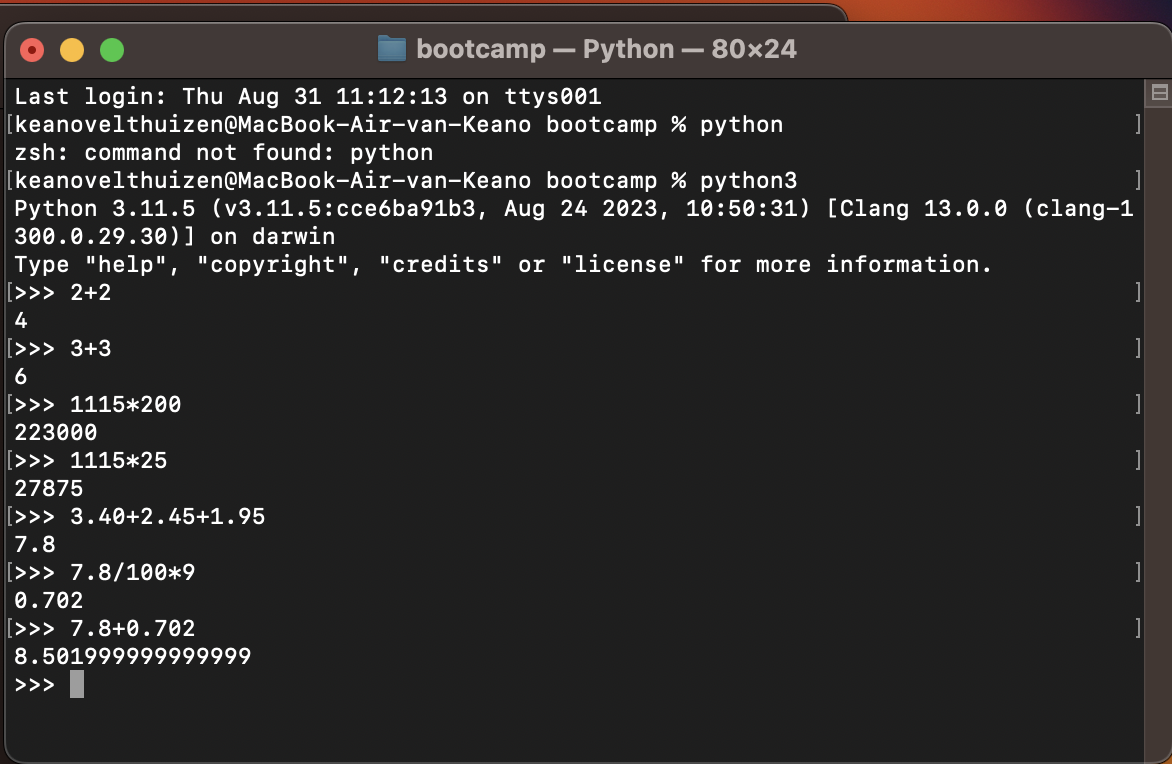 bootcamp — Python — 80×24
Last login: Thu Aug 31 11:12:13 on ttys001
[keanovelthuizen@MacBook-Air-van-Keano bootcamp % python ]
zsh: command not found: python
[keanovelthuizen@MacBook-Air-van-Keano bootcamp % python3 ]
Python 3.11.5 (v3.11.5:cce6ba91b3, Aug 24 2023, 10:50:31) [Clang 13.0.0 (clang-1
300.0.29.30)] on darwin
Type "help", "copyright", "credits" or "license" for more information.
[>>> 2+2 ]
4
[>>> 3+3 ]
6
[>>> 1115*200 ]
223000
[>>> 1115*25 ]
27875
[>>> 3.40+2.45+1.95 ]
7.8
[>>> 7.8/100*9 ]
0.702
[>>> 7.8+0.702 ]
8.501999999999999
>>>